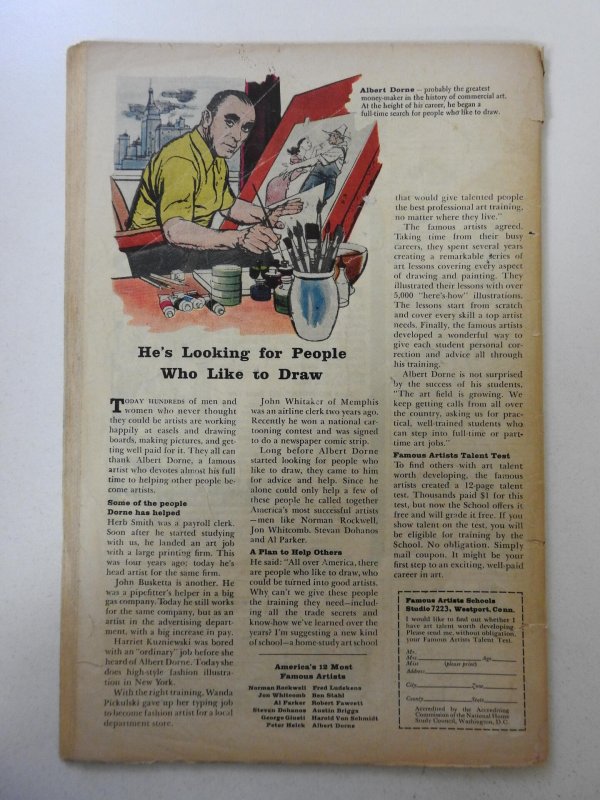 Albert Dorne — probably the greatest
money-maker in the history of commercial art.
At the height of his career, he began a
full-time search for people who like to draw.
He's Looking for People
Who Like to Draw
TODAY HUNDREDS of men and
women who never thought
they could be artists are working
happily at easels and drawing
boards, making pictures, and get-
ting well paid for it. They all can
thank Albert Dorne, a famous
artist who devotes almost his full
time to helping other people be-
come artists.
Some of the people
Dorne has helped
Herb Smith was a payroll clerk.
Soon after he started studying
with us, he landed an art job
with a large printing firm. This
was four years ago; today he's
head artist for the same firm.
John Busketta is another. He
was a pipefitter's helper in a big
gas company. Today he still works
for the same company, but as an
artist in the advertising depart-
ment, with a big increase in pay.
Harriet Kuzniewski was bored
with an "ordinary" job before she
heard of Albert Dorne. Today she
does high-style fashion illustra-
tion in New York.
With the right training, Wanda
Pickulski gave up her typing job
to become fashion artist for a local
department store.
John Whitaker of Memphis
was an airline clerk two years ago.
Recently he won a national car-
tooning contest and was signed
to do a newspaper comic strip.
Long before Albert Dorne
started looking for people who
like to draw, they came to him
for advice and help. Since he
alone could only help a few of
these people he called together
America's most successful artists
—men like Norman Rockwell,
Jon Whitcomb, Stevan Dohanos
and Al Parker.
A Plan to Help Others
He said: "All over America, there
are people who like to draw, who
could be turned into good artists.
Why can't we give these people
the training they need—includ-
ing all the trade secrets and
know-how we've learned over the
years? I'm suggesting a new kind
of school—a home-study art school
America's 12 Most
Famous Artists
Norman Rockwell Fred Ludekens
Jon Whitcomb Ben Stahl
Al Parker Robert Fawcett
Stevan Dohanos Austin Briggs
George Giusti Harold Von Schmidt
Peter Helck Albert Dorne
that would give talented people
the best professional art training,
no matter where they live."
The famous artists agreed.
Taking time from their busy
careers, they spent several years
creating a remarkable series of
art lessons covering every aspect
of drawing and painting. They
illustrated their lessons with over
5,000 "here's-how" illustrations.
The lessons start from scratch
and cover every skill a top artist
needs. Finally, the famous artists
developed a wonderful way to
give each student personal cor-
rection and advice all through
his training.
Albert Dorne is not surprised
by the success of his students.
"The art field is growing. We
keep getting calls from all over
the country, asking us for prac-
tical, well-trained students who
can step into full-time or part-
time art jobs."
Famous Artists Talent Test
To find others with art talent
worth developing, the famous
artists created a 12-page talent
test. Thousands paid $1 for this
test, but now the School offers it
free and will grade it free. If you
show talent on the test, you will
be eligible for training by the
School. No obligation. Simply
mail coupon. It might be your
first step to an exciting, well-paid
career in art.
Famous Artists Schools
Studio 7223, Westport, Conn.
I would like to find out whether I
have art talent worth developing.
Please send me, without obligation,
your Famous Artists Talent Test.
Mr.
Mrs. Age
Miss (please print)
Address
City Zone
County State
Accredited by the Accrediting
Commission of the National Home
Study Council, Washington, D.C.